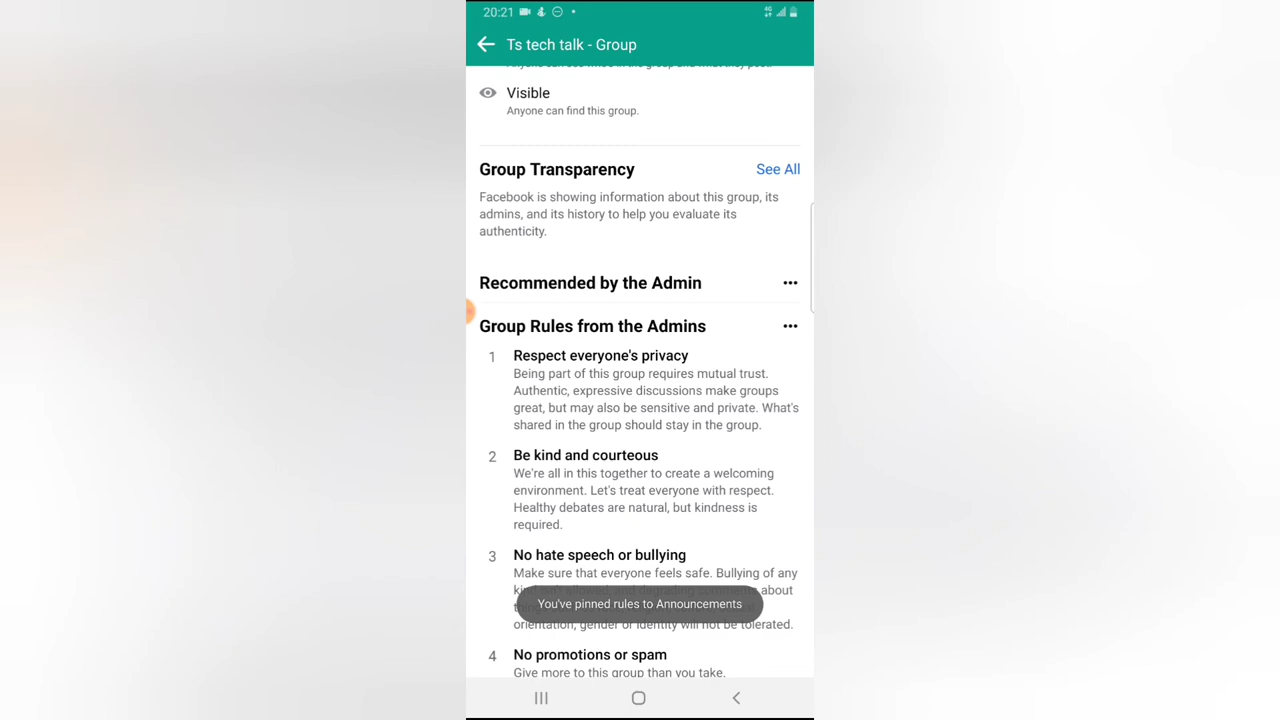 20:21
4G
Ts tech talk - Group
Visible
Anyone can find this group.
Group Transparency
See All
Facebook is showing information about this group, its
admins, and its history to help you evaluate its
authenticity.
Recommended by the Admin
Group Rules from the Admins
1
Respect everyone's privacy
Being part of this group requires mutual trust.
Authentic, expressive discussions make groups
great, but may also be sensitive and private. What's
shared in the group should stay in the group.
2
Be kind and courteous
We're all in this together to create a welcoming
environment. Let's treat everyone with respect.
Healthy debates are natural, but kindness is
required.
3
No hate speech or bullying
Make sure that everyone feels safe. Bullying of any
about
You've pinned rules to Announcements
orientation, gender or identity will not be tolerated.
4
No promotions or spam
Give more to this group than you take.